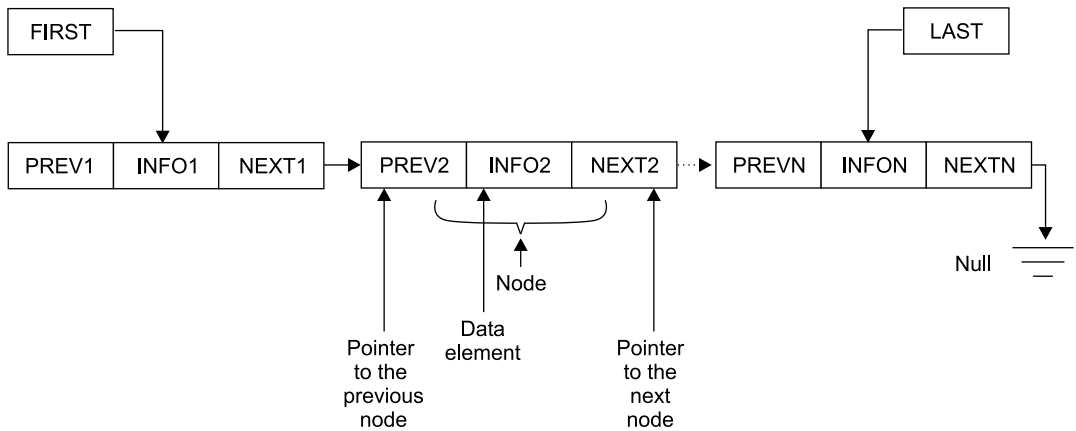 FIRST
LAST
PREV1 INFO1 NEXT1 PREV2 INFO2 NEXT2 PREVN INFON NEXTN
Null
Node
Data
element
Pointer
to the
previous
node
Pointer
to the
next
node